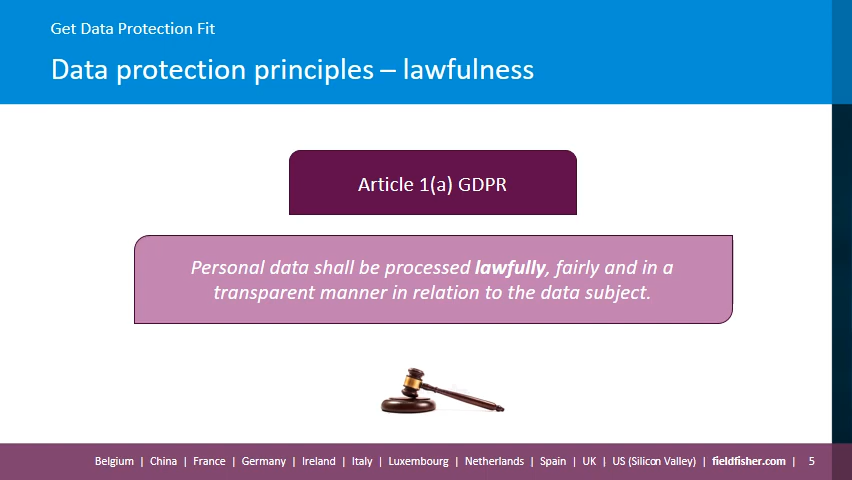 Get Data Protection Fit
Data protection principles – lawfulness
Article 1(a) GDPR
Personal data shall be processed lawfully, fairly and in a
transparent manner in relation to the data subject.
Belgium | China | France | Germany | Ireland | Italy | Luxembourg | Netherlands | Spain | UK | US (Silicon Valley) | fieldfisher.com | 5